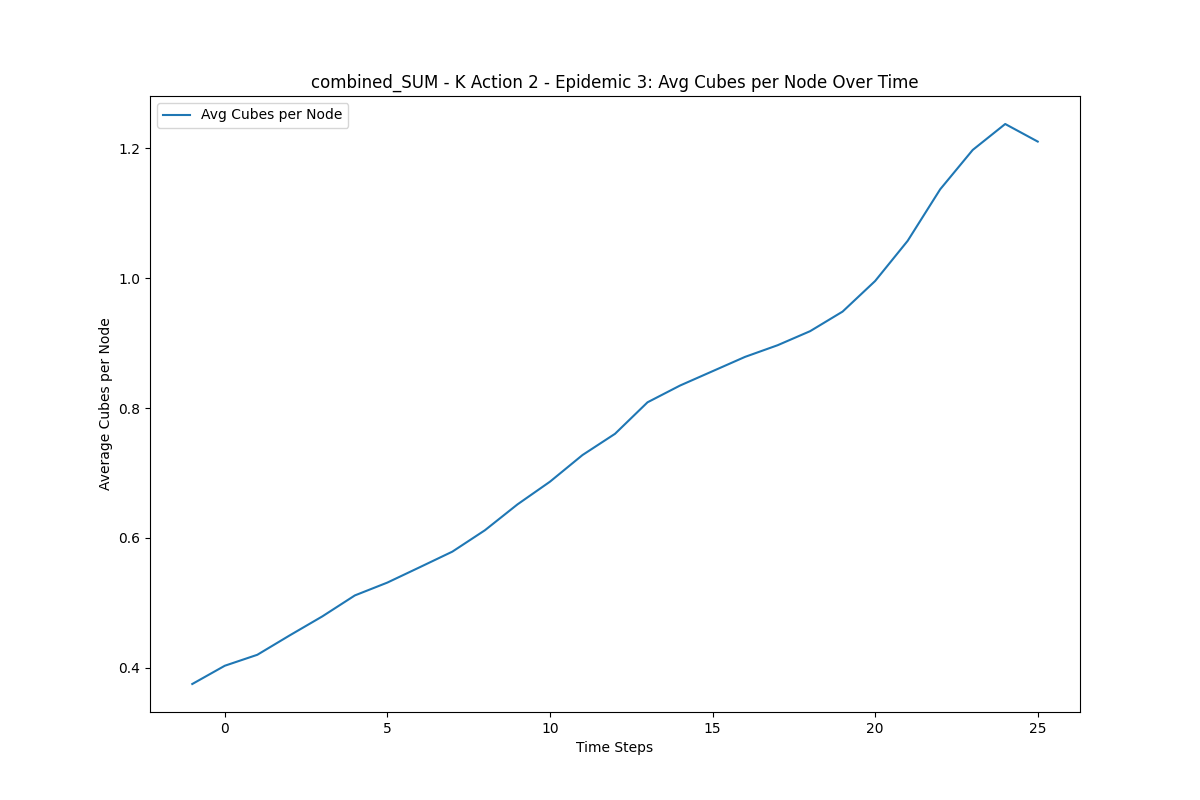 combined_SUM - K Action 2 - Epidemic 3: Avg Cubes per Node Over Time
Avg Cubes per Node
1.2
1.0
0.8
0.6
0.4
Average Cubes per Node
0 5 10 15 20 25
Time Steps